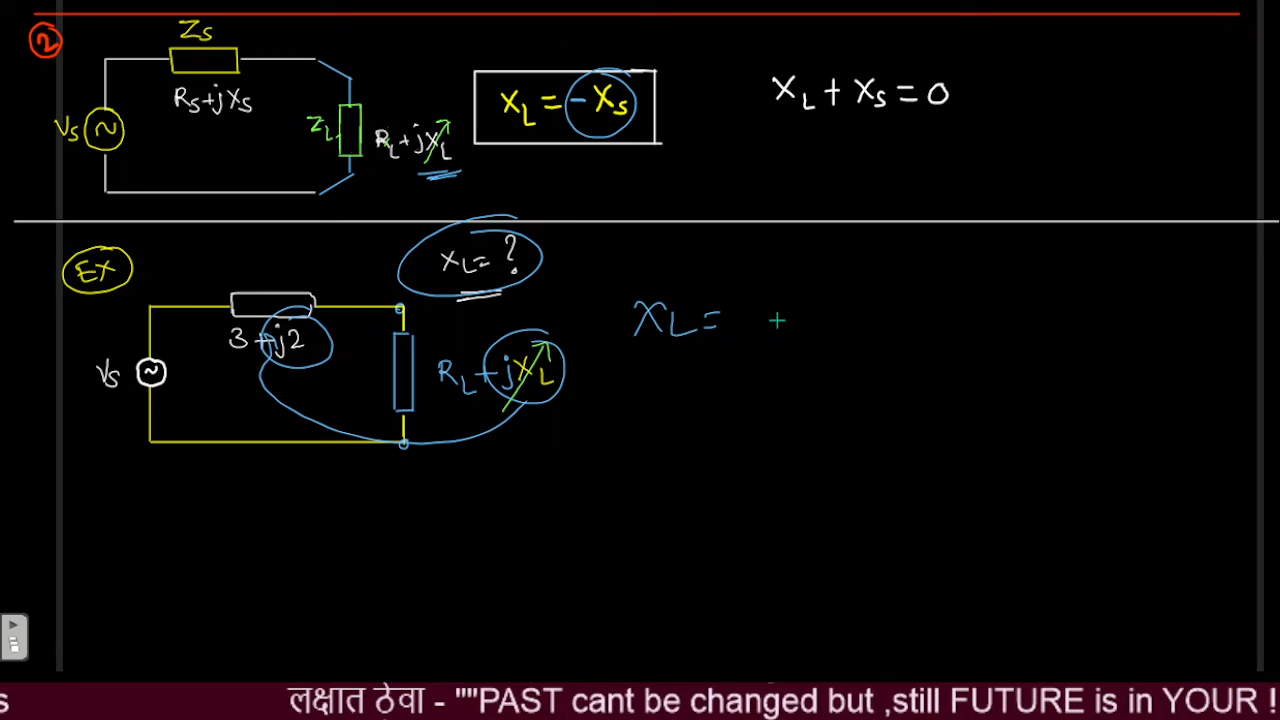 2
Zs
Rs+jXs
Vs
ZL
RL+jXL
XL = -Xs
XL + Xs = 0
EX
XL= ?
3 - j2
Vs
RL + jXL
XL= +
s लक्षात ठेवा - ""PAST cant be changed but ,still FUTURE is in YOUR !